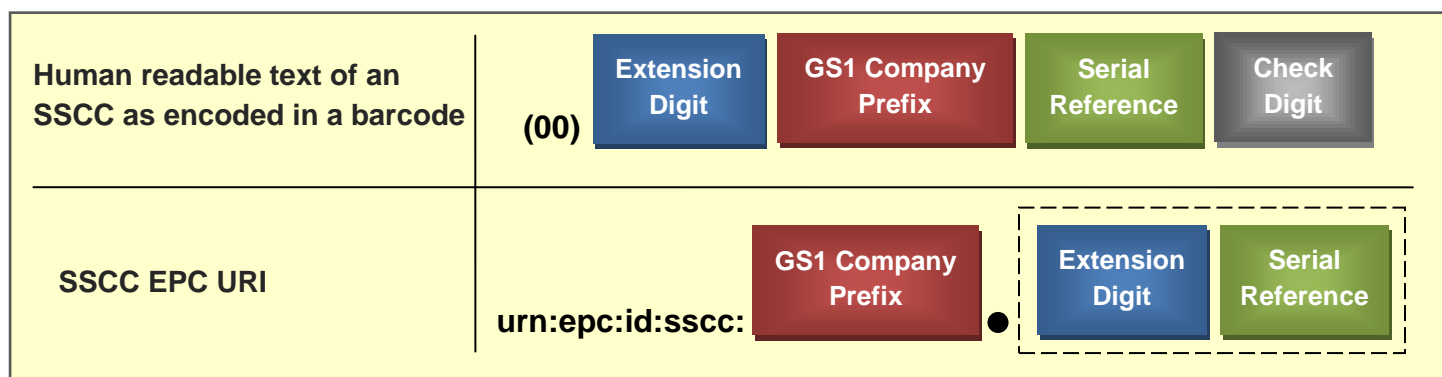 Human readable text of an
SSCC as encoded in a barcode
(00)
Extension
Digit
GS1 Company
Prefix
Serial
Reference
Check
Digit
SSCC EPC URI
urn:epc:id:sscc:
GS1 Company
Prefix
●
Extension
Digit
Serial
Reference